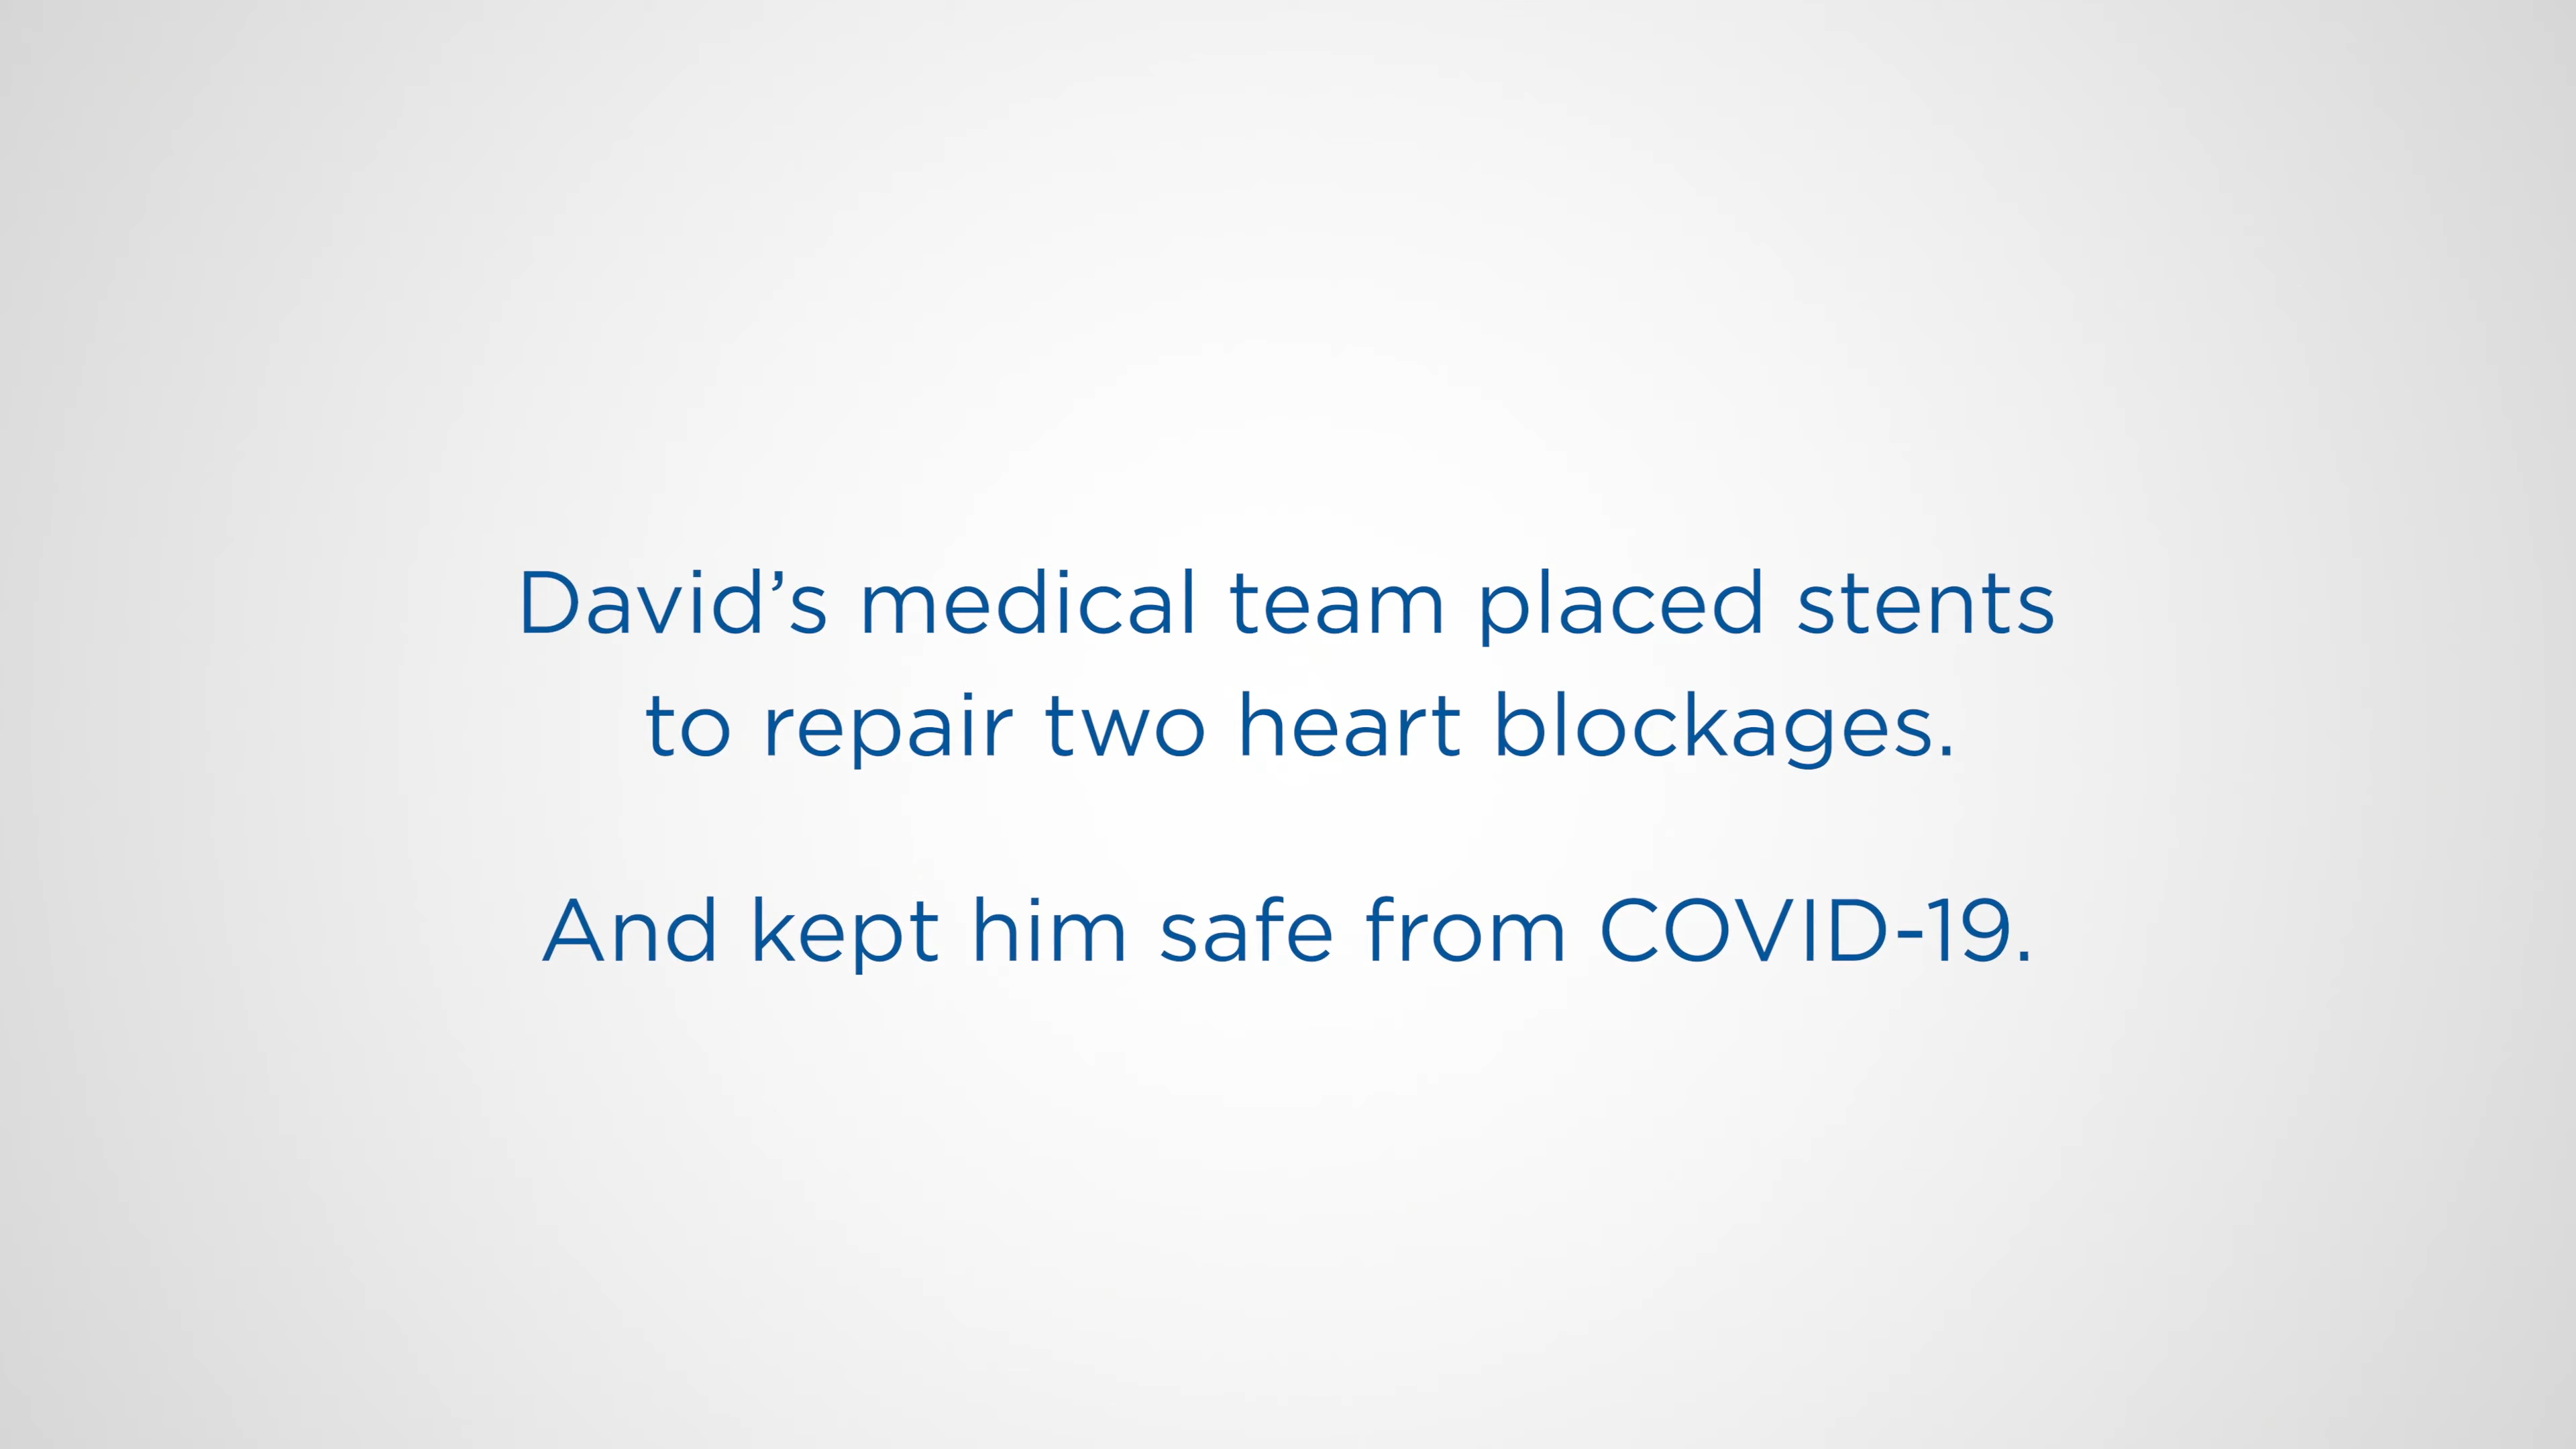 David’s medical team placed stents
to repair two heart blockages.
And kept him safe from COVID-19.